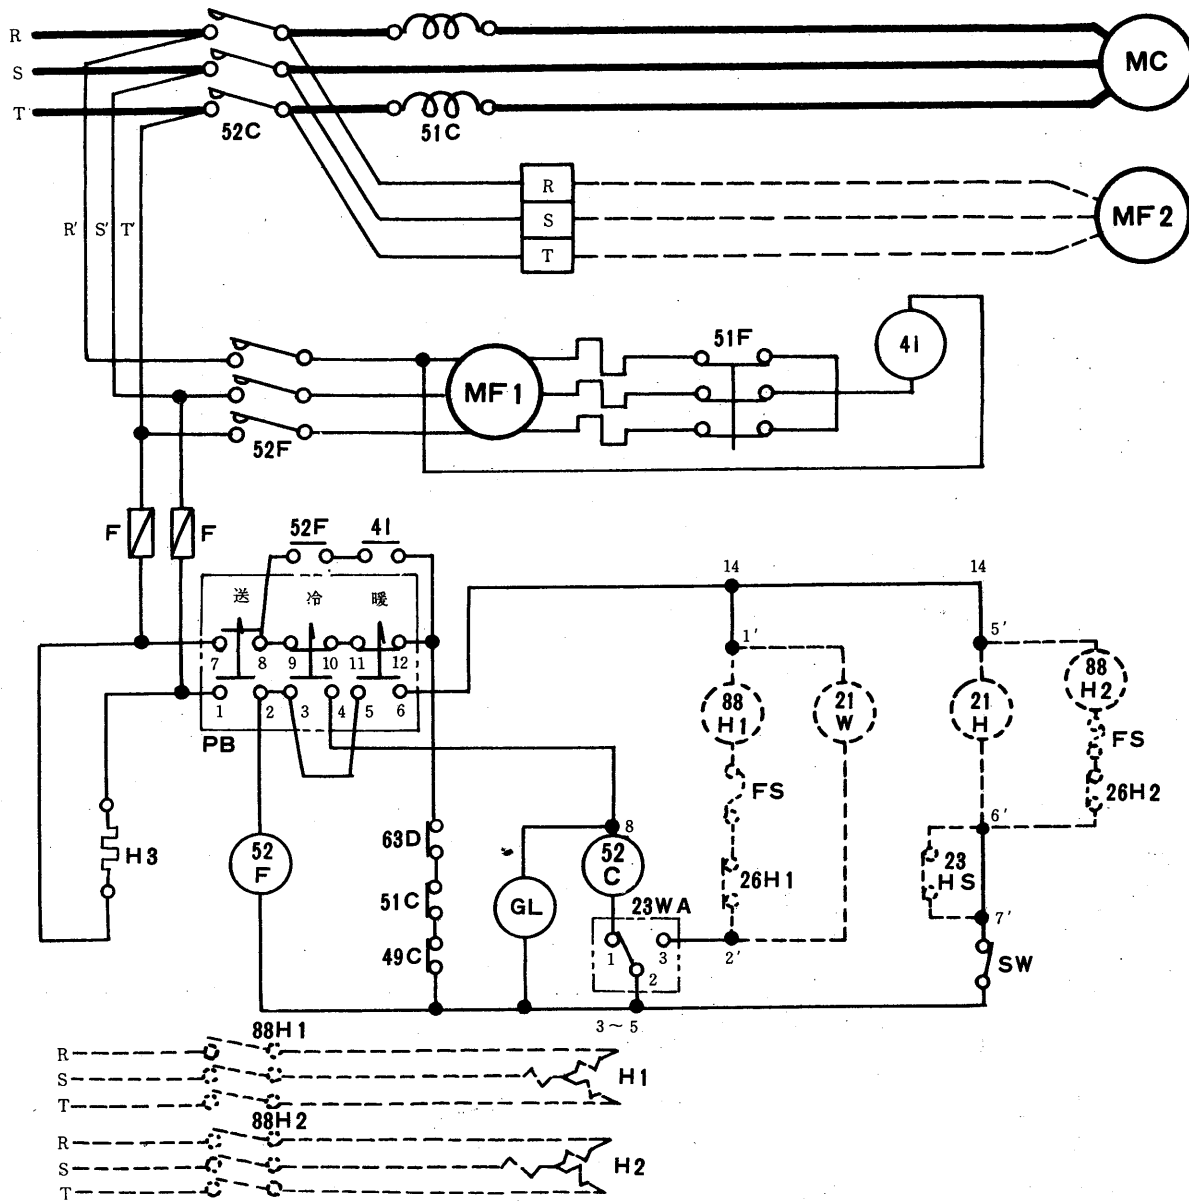 R
S
T
52C
51C
MC
R
S
T
MF2
R' S' T'
51F
41
MF1
52F
F F
52F 41
送 冷 暖
7 8 9 10 11 12
1 2 3 4 5 6
PB
14 14
1'
5'
88
H1
21
W
21
H
88
H2
FS
FS
26H1
26H2
H3
52
F
63D
51C
49C
GL
8
52
C
23WA
1 2 3
2'
6'
23
HS
7'
SW
3～5
88H1
R
S
T
H1
88H2
R
S
T
H2